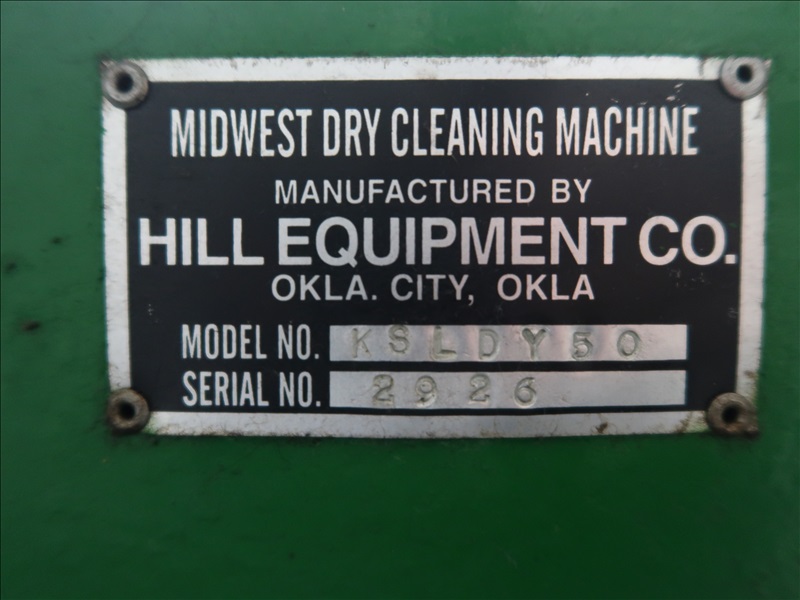 MIDWEST DRY CLEANING MACHINE
MANUFACTURED BY
HILL EQUIPMENT CO.
OKLA. CITY, OKLA
MODEL NO. KSLDY50
SERIAL NO. 2926